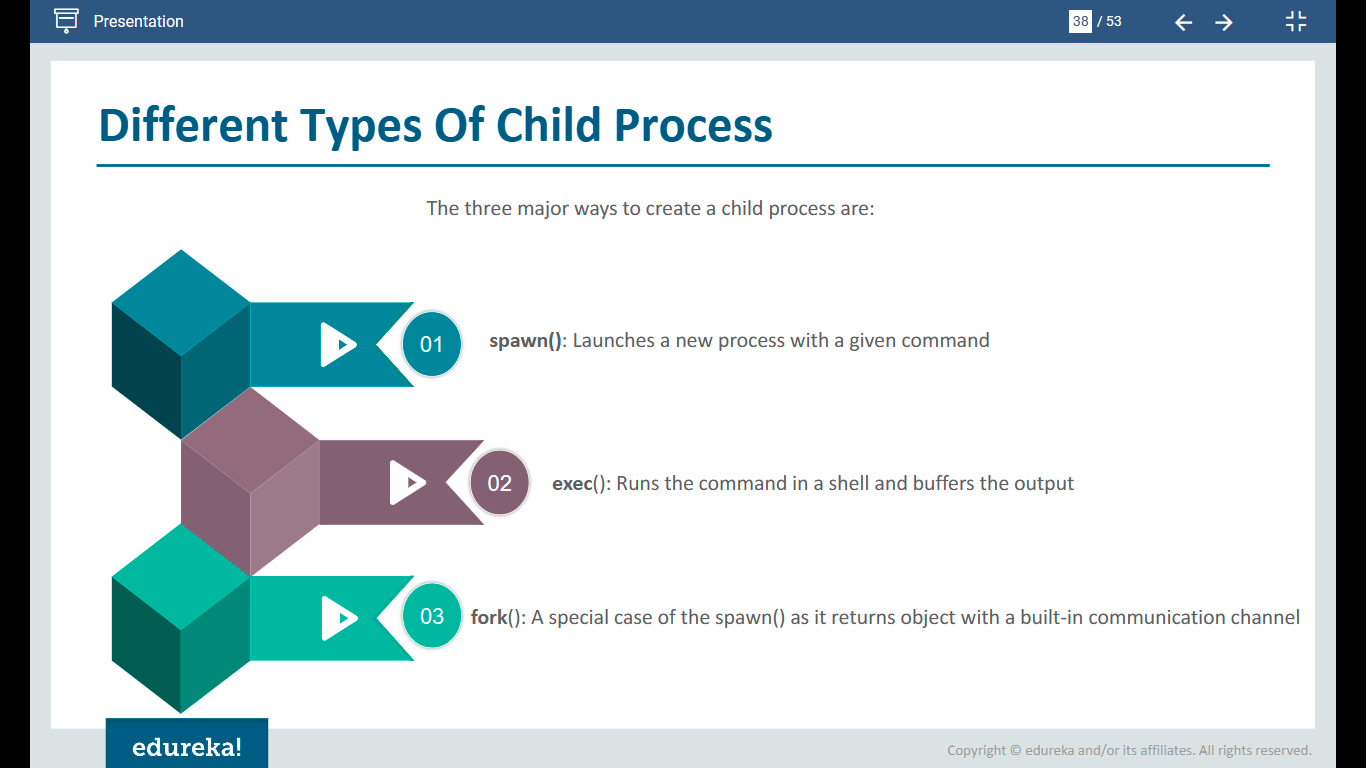 Presentation
38 / 53
Different Types Of Child Process
The three major ways to create a child process are:
01
spawn(): Launches a new process with a given command
02
exec(): Runs the command in a shell and buffers the output
03
fork(): A special case of the spawn() as it returns object with a built-in communication channel
edureka!
Copyright © edureka and/or its affiliates. All rights reserved.